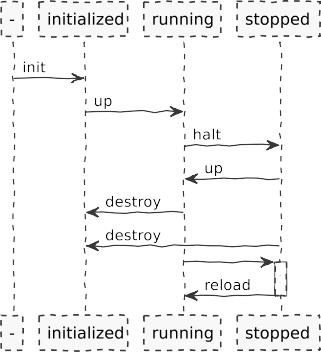 - initialized running stopped
init
up
halt
up
destroy
destroy
reload
- initialized running stopped